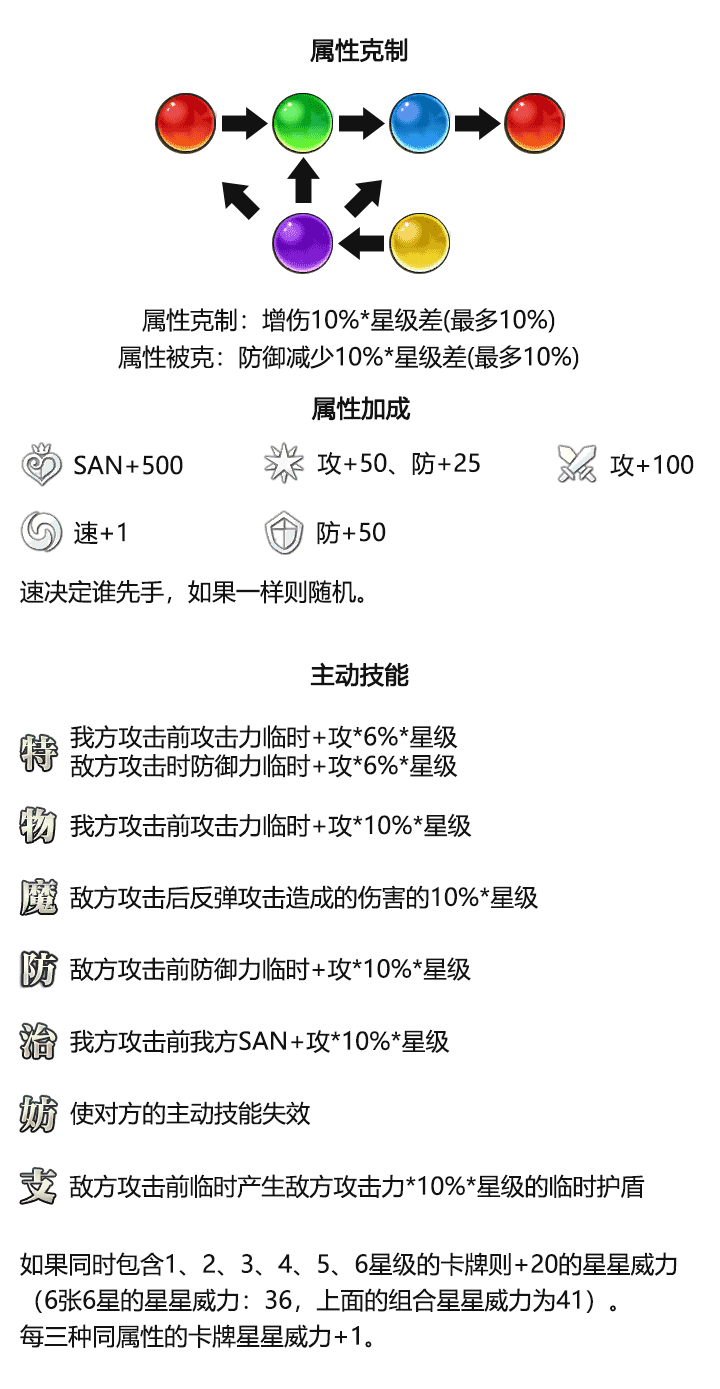 属性克制
属性克制：增伤10%*星级差(最多10%)
属性被克：防御减少10%*星级差(最多10%)
属性加成
SAN+500
攻+50、防+25
攻+100
速+1
防+50
速决定谁先手，如果一样则随机。
主动技能
特
我方攻击前攻击力临时+攻*6%*星级
敌方攻击时防御力临时+攻*6%*星级
物 我方攻击前攻击力临时+攻*10%*星级
魔 敌方攻击后反弹攻击造成的伤害的10%*星级
防 敌方攻击前防御力临时+攻*10%*星级
治 我方攻击前我方SAN+攻*10%*星级
妨 使对方的主动技能失效
支 敌方攻击前临时产生敌方攻击力*10%*星级的临时护盾
如果同时包含1、2、3、4、5、6星级的卡牌则+20的星星威力
（6张6星的星星威力：36，上面的组合星星威力为41）。
每三种同属性的卡牌星星威力+1。